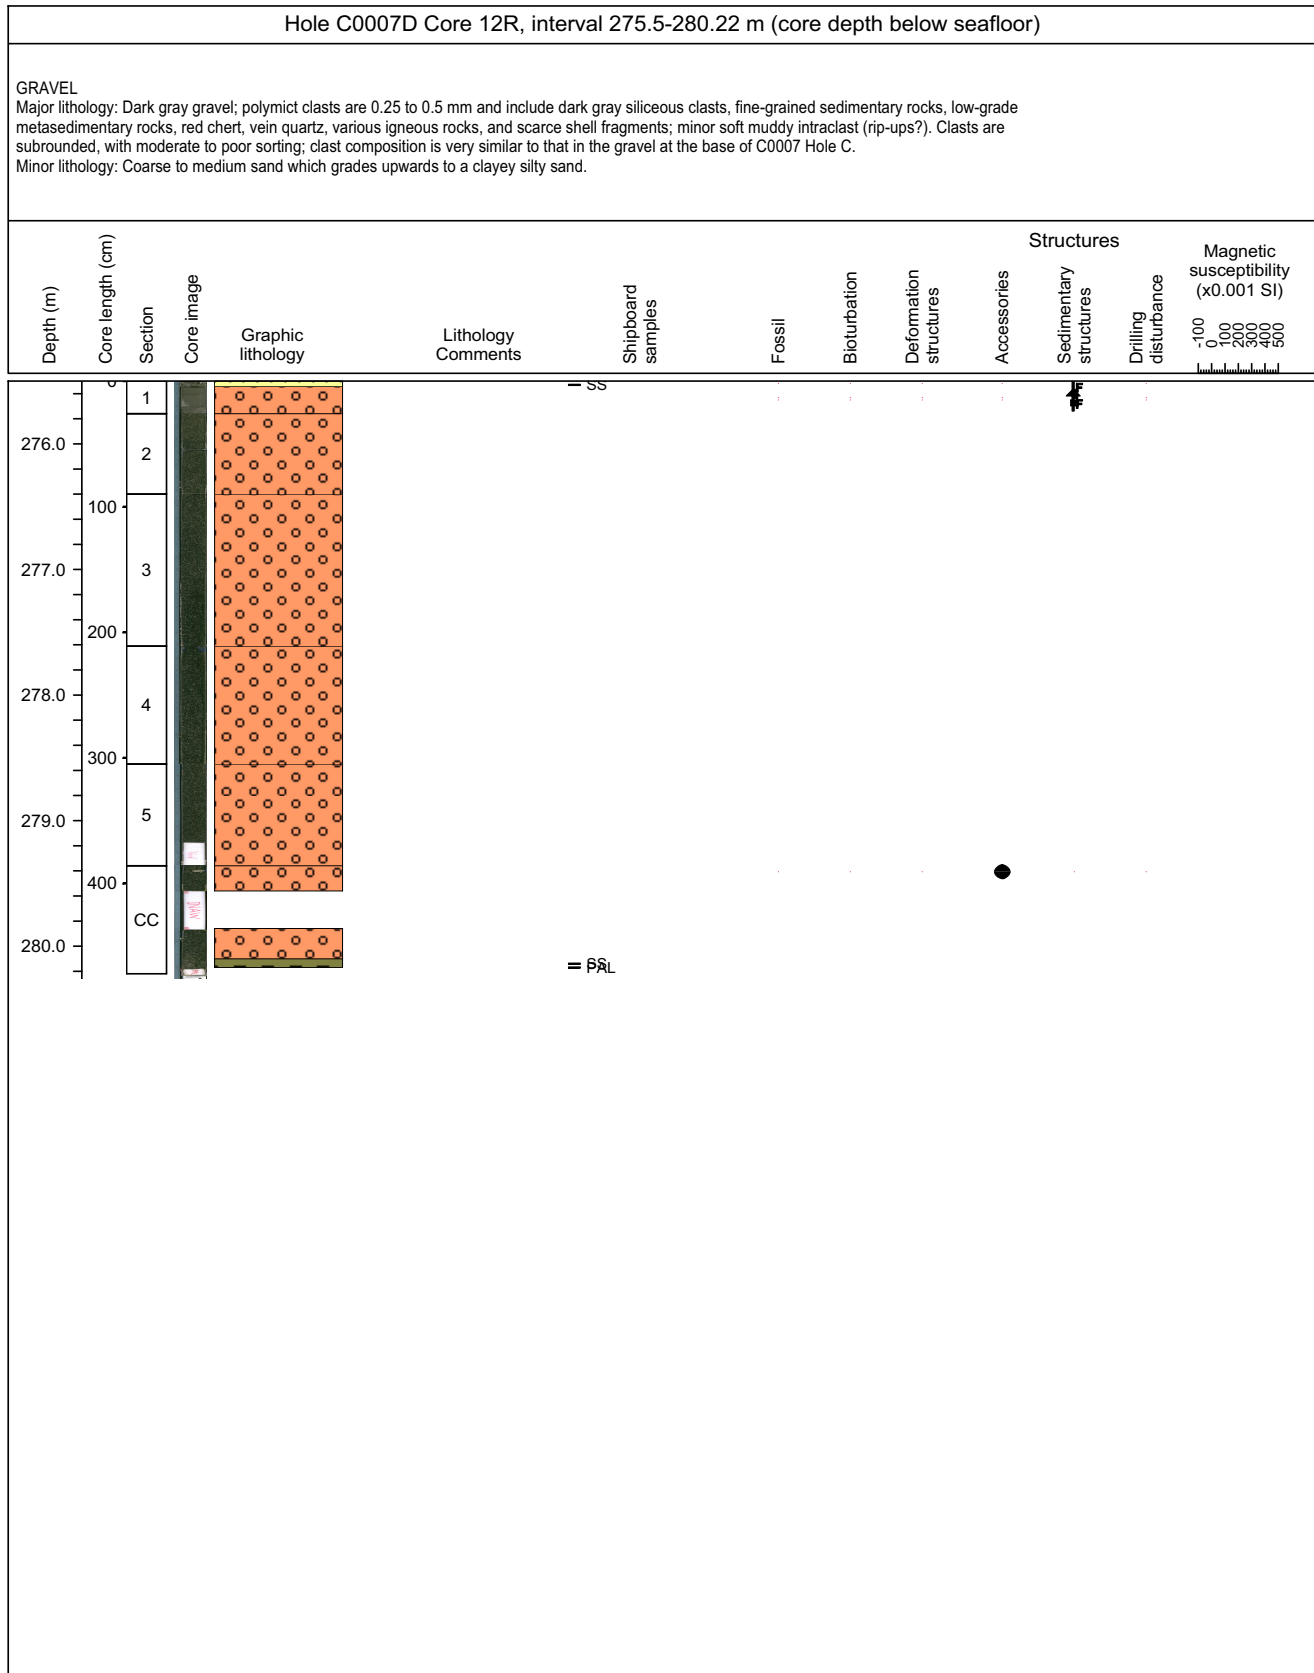 Hole C0007D Core 12R, interval 275.5-280.22 m (core depth below seafloor)
GRAVEL
Major lithology: Dark gray gravel; polymict clasts are 0.25 to 0.5 mm and include dark gray siliceous clasts, fine-grained sedimentary rocks, low-grade
metasedimentary rocks, red chert, vein quartz, various igneous rocks, and scarce shell fragments; minor soft muddy intraclast (rip-ups?). Clasts are
subrounded, with moderate to poor sorting; clast composition is very similar to that in the gravel at the base of C0007 Hole C.
Minor lithology: Coarse to medium sand which grades upwards to a clayey silty sand.
Depth (m)
Core length (cm)
Section
Core image
Graphic
lithology
Lithology
Comments
Shipboard
samples
Fossil
Bioturbation
Deformation
structures
Accessories
Structures
Sedimentary
structures
Drilling
disturbance
Magnetic
susceptibility
(x0.001 SI)
-100
0
100
200
300
400
500
0
1
SS
276.0
2
100
277.0
3
200
278.0
4
300
279.0
5
400
CC
280.0
SS
PAL